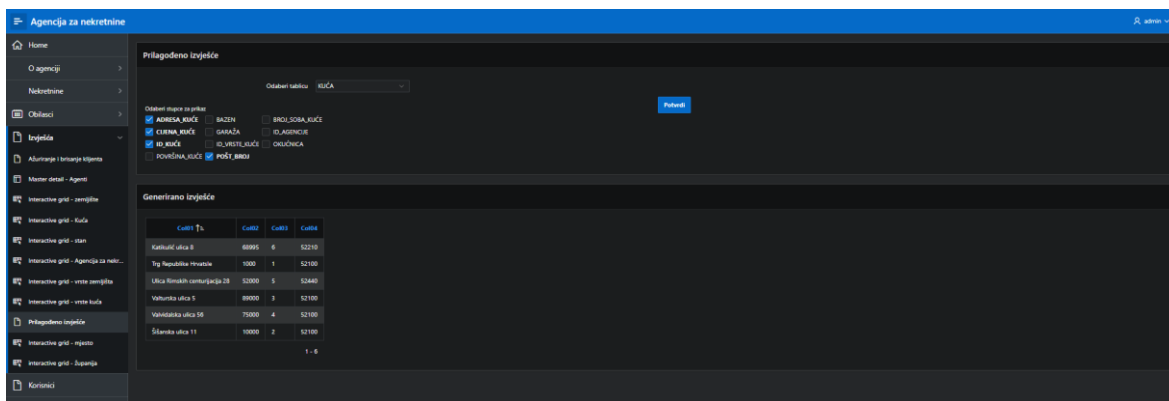 Agencija za nekretnine
admin
Home
O agenciji
Nekretnine
Obilasci
Izvješća
Ažuriranje i brisanje klijenta
Master detail - Agenti
Interactive grid - zemljište
Interactive grid - Kuća
Interactive grid - stan
Interactive grid - Agencija za nekr...
Interactive grid - vrste zemljišta
Interactive grid - vrste kuća
Prilagođeno izvješće
Interactive grid - mjesto
interactive grid - županija
Korisnici
Prilagođeno izvješće
Odaberi tablicu KUĆA
Potvrdi
Odaberi stupce za prikaz
ADRESA_KUĆE BAZEN BROJ_SOBA_KUĆE
CIJENA_KUĆE GARAŽA ID_AGENCIJE
ID_KUĆE ID_VRSTE_KUĆE OKUĆNICA
POVRŠINA_KUĆE POŠT_BROJ
Generirano izvješće
Col01 Col02 Col03 Col04
Katikulić ulica 8 68995 6 52210
Trg Republike Hrvatsle 1000 1 52100
Ulica Rimskih centurijacija 28 52000 5 52440
Valturska ulica 5 89000 3 52100
Valvidalska ulica 56 75000 4 52100
Šišanska ulica 11 10000 2 52100
1 - 6